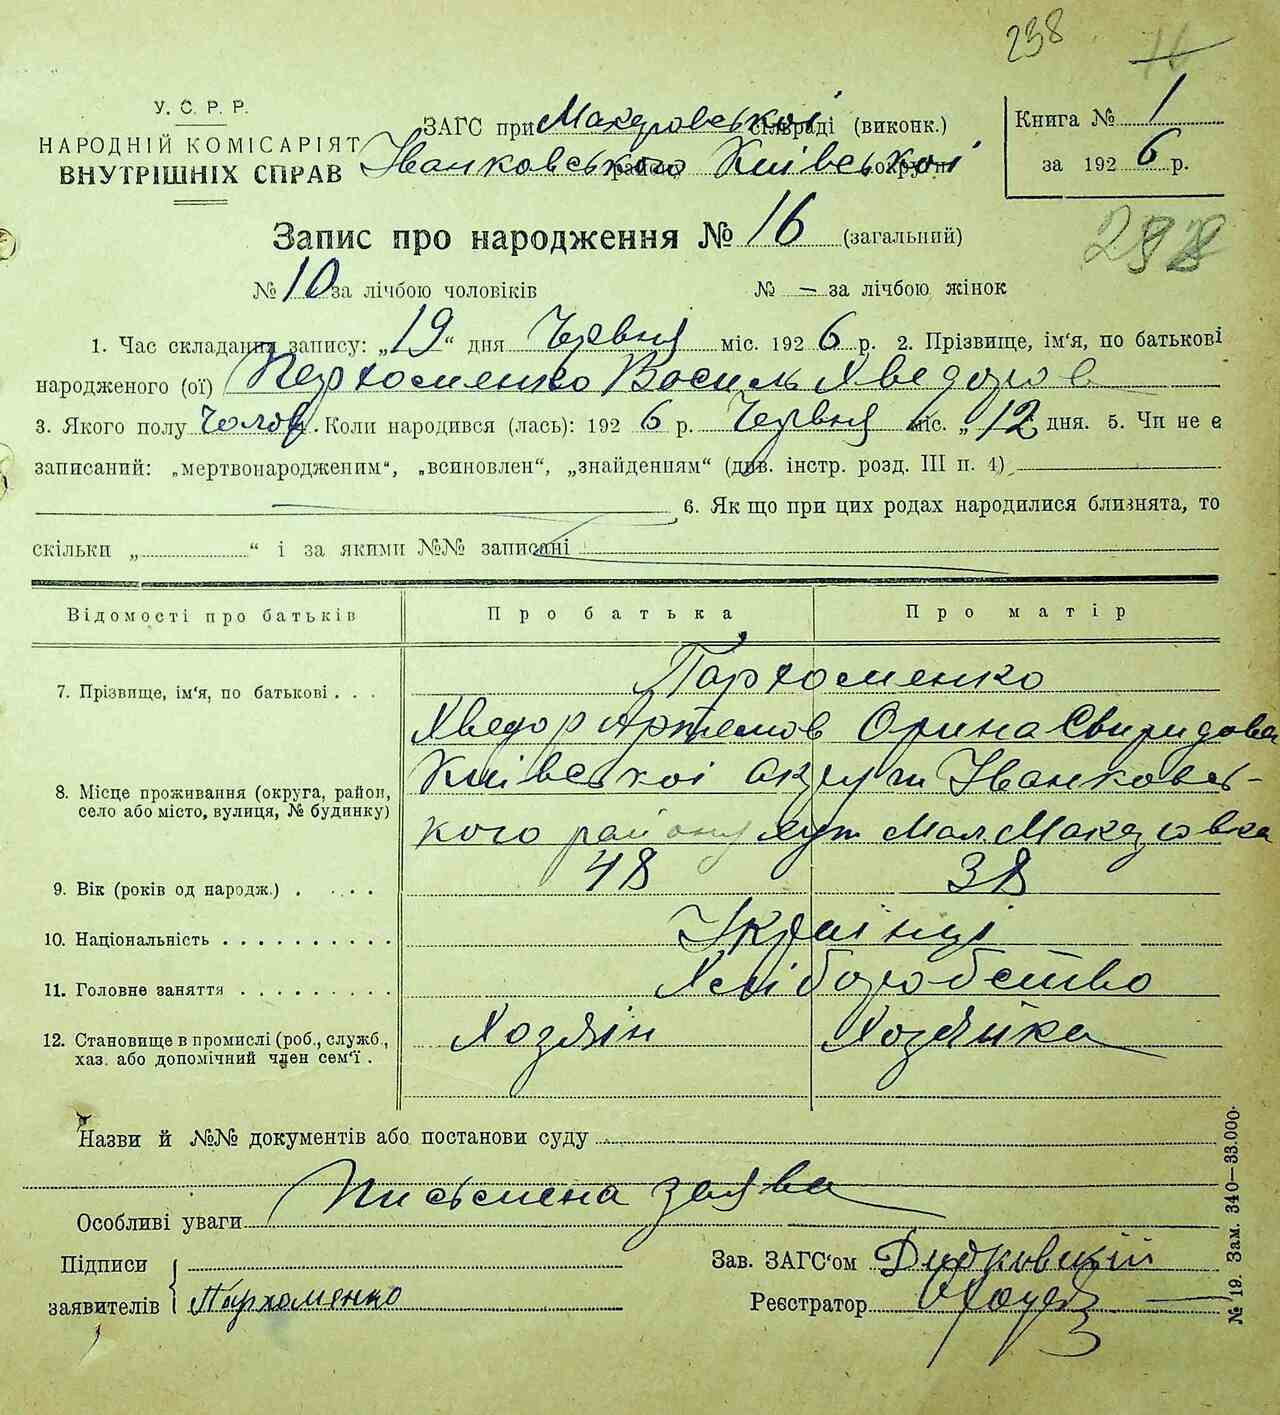 238
У. С. Р. Р.
НАРОДНІЙ КОМІСАРІЯТ
ВНУТРІШНІХ СПРАВ
ЗАГС при Макаровської сільраді (виконк.)
Іванковського району Київської округи
Книга № 1
за 1926 р.
Запис про народження № 16 (загальний)
298
№ 10 за лічбою чоловіків № — за лічбою жінок
1. Час складання запису: „19“ дня Червня міс. 1926 р. 2. Прізвище, ім'я, по батькові
народженого (ої) Пархоменко Василь Хведоров
3. Якого полу чолов. Коли народився (лась): 1926 р. Червня міс. „12 дня. 5. Чи не є
записаний: „мертвонародженим“, „всиновлен“, „знайденням“ (див. інстр. розд. III п. 4)
6. Як що при цих родах народилися близнята, то
скільки „ “ і за якими №№ записані
Відомості про батьків Про батька Про матір
7. Прізвище, ім'я, по батькові . . . Пархоменко
Хведор Артемов Орина Свиридова
8. Місце проживання (округа, район, село або місто, вулиця, № будинку) Київської округи Іванковсь-
кого району хут. Мал. Макаровка
9. Вік (років од народж.) . . . . 48 38
10. Національність . . . . . . . . . . Українці
11. Головне заняття . . . . . . . . . Хліборобство
12. Становище в промислі (роб., служб., Хозяін Хозяйка
хаз. або допомічний член сем'ї .
Назви й №№ документів або постанови суду
Письмена заява
Особливі уваги
Підписи
заявителів Пархоменко
Зав. ЗАГС'ом
Реєстратор
№ 19. Зам. 340—33.000.